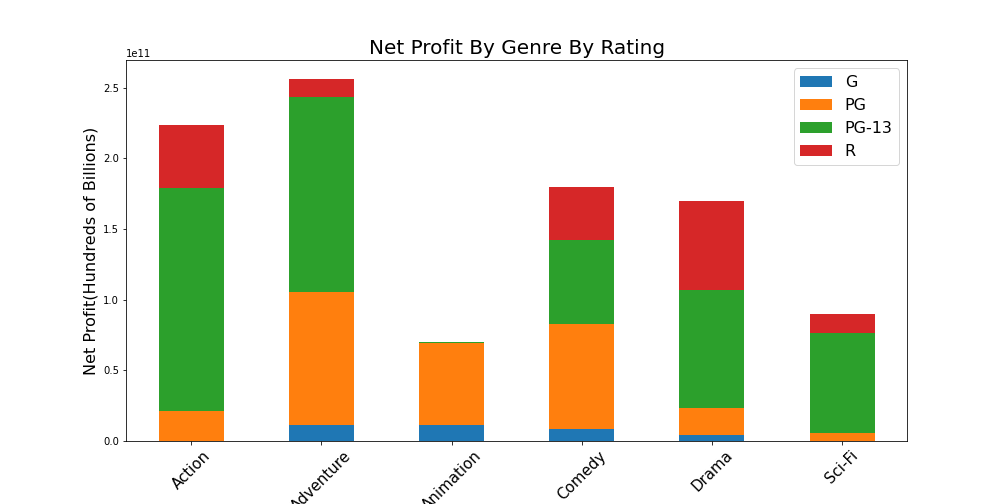 Net Profit By Genre By Rating
1e11
Net Profit(Hundreds of Billions)
2.5
2.0
1.5
1.0
0.5
0.0
G
PG
PG-13
R
Action
Adventure
Animation
Comedy
Drama
Sci-Fi